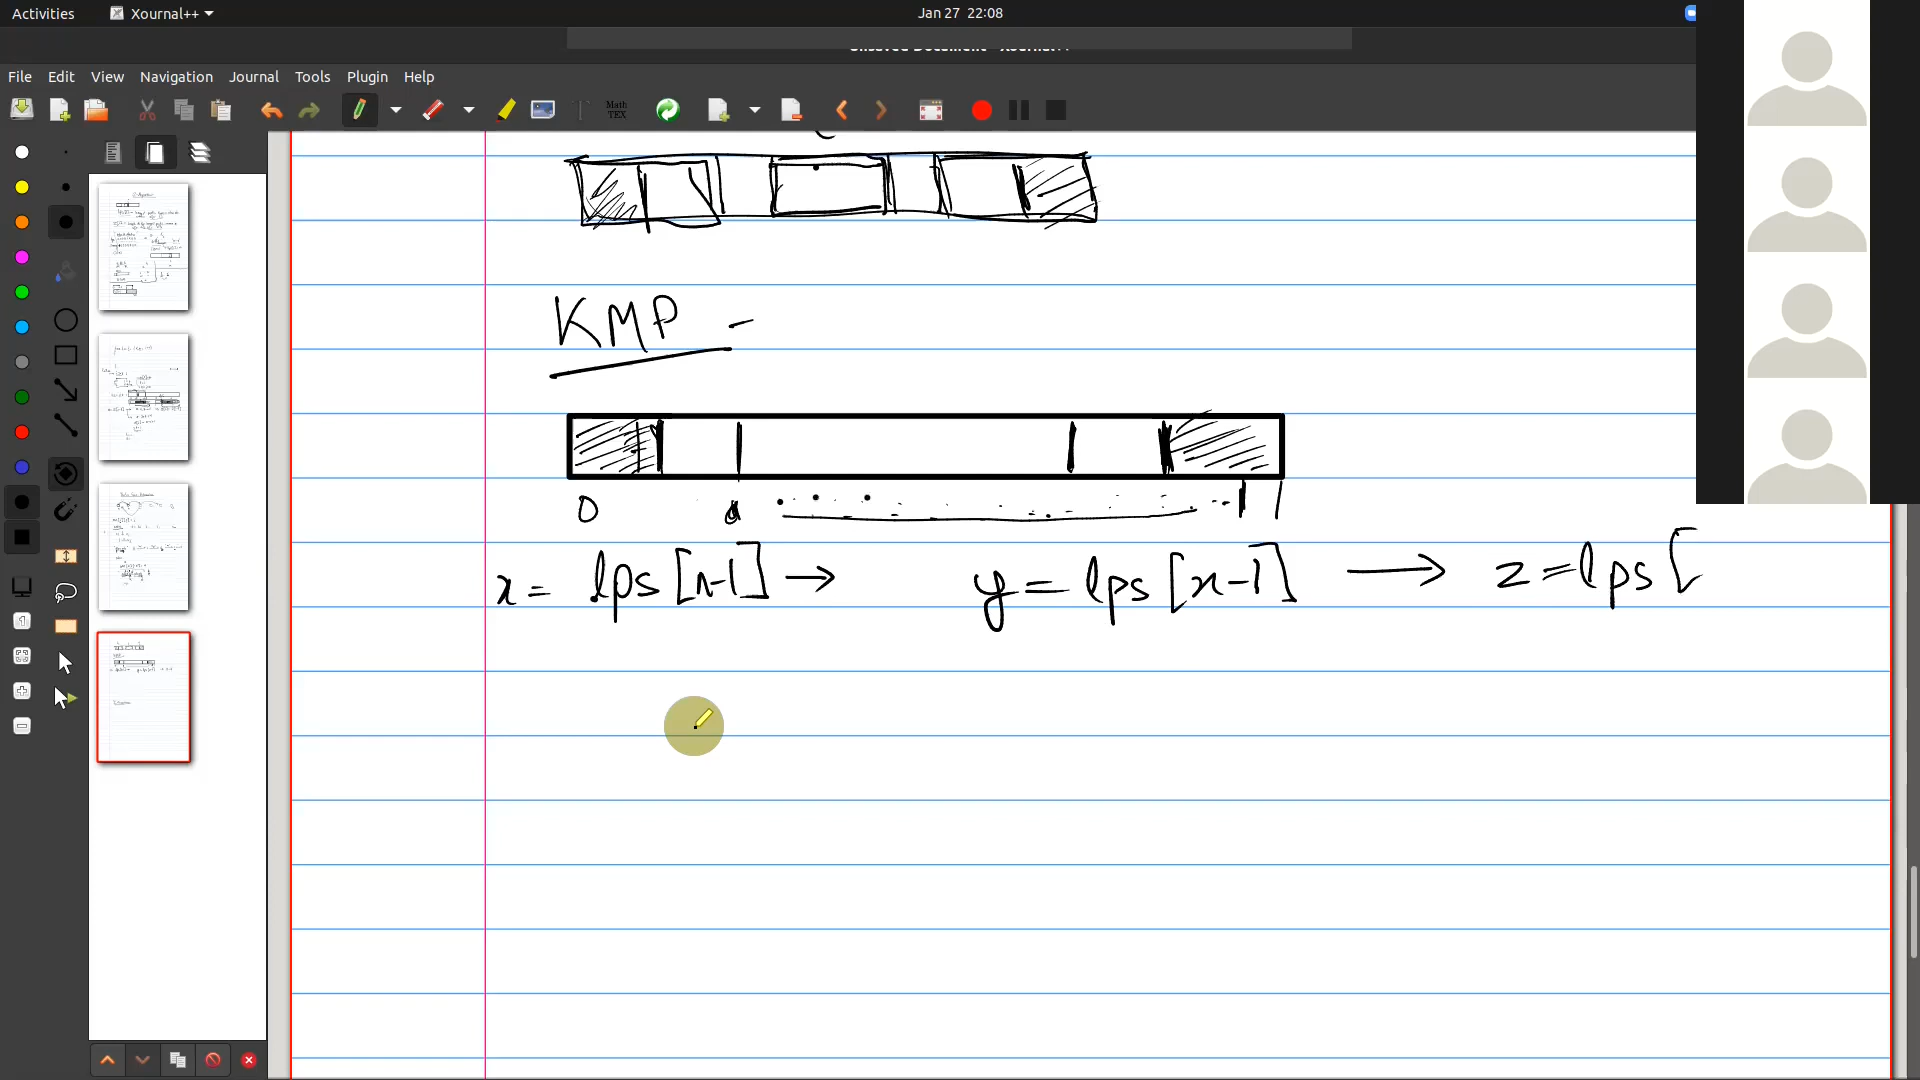 Activities Xournal++ Jan 27 22:08
File Edit View Navigation Journal Tools Plugin Help
Math
TEX
KMP -
0
x = lps[n-1] → y = lps[x-1] → z = lps[